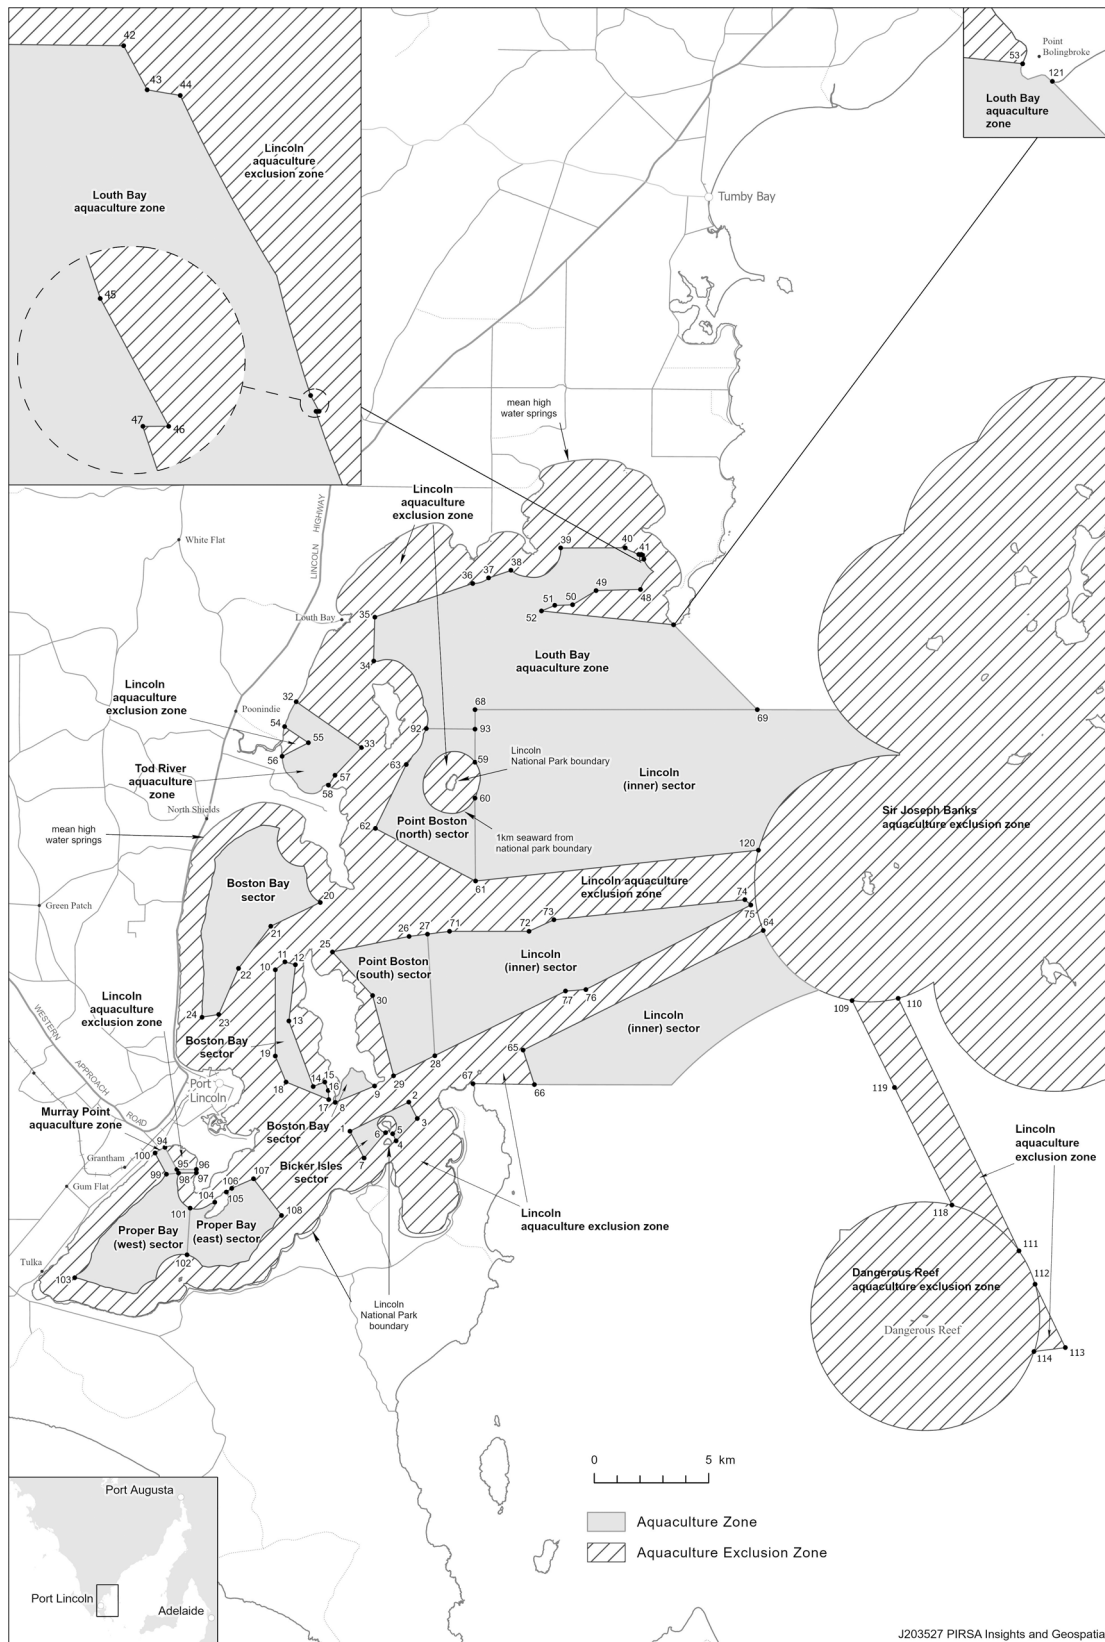 42
43
44
Lincoln
aquaculture
exclusion zone
Louth Bay
aquaculture zone
45
47
46
53
Point
Bolingbroke
121
Louth Bay
aquaculture
zone
Tumby Bay
mean high
water springs
Lincoln
aquaculture
exclusion zone
LINCOLN HIGHWAY
White Flat
39
40
41
38
37
36
49
48
51
50
52
35
Louth Bay
34
Louth Bay
aquaculture zone
Lincoln
aquaculture
exclusion zone
32
Poonindie
54
55
33
56
68
69
92
93
63
59
Lincoln
National Park boundary
Lincoln
(inner) sector
Tod River
aquaculture
zone
57
58
60
North Shields
mean high
water springs
Point Boston
(north) sector
62
1km seaward from
national park boundary
Sir Joseph Banks
aquaculture exclusion zone
120
61
Lincoln aquaculture
exclusion zone
Boston Bay
sector
20
Green Patch
21
74
75
73
72
71
27
26
64
25
22
10
11
12
Point Boston
(south) sector
Lincoln
(inner) sector
30
77
76
Lincoln
aquaculture
exclusion zone
24
23
13
109
110
Lincoln
(inner) sector
WESTERN APPROACH ROAD
Boston Bay
sector
19
28
65
Port
Lincoln
18
14
15
16
17
8
9
29
67
66
119
Murray Point
aquaculture zone
Boston Bay
sector
1
2
3
5
6
4
7
94
100
Grantham
95
96
97
98
99
Gum Flat
Bicker Isles
sector
107
106
105
104
101
108
Lincoln
aquaculture exclusion zone
Lincoln
aquaculture
exclusion zone
118
Proper Bay
(west) sector
Proper Bay
(east) sector
102
Tulka
103
111
112
Dangerous Reef
aquaculture exclusion zone
Lincoln
National Park
boundary
Dangerous Reef
114
113
0 5 km
Aquaculture Zone
Aquaculture Exclusion Zone
Port Augusta
Port Lincoln
Adelaide
J203527 PIRSA Insights and Geospatia